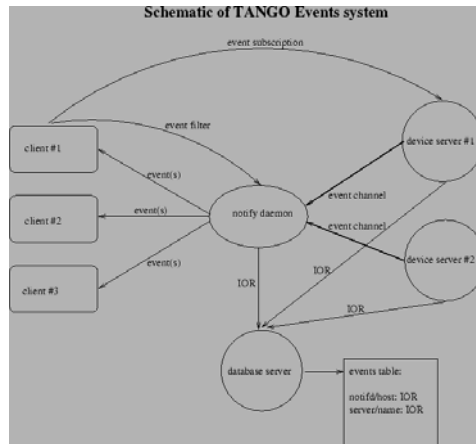 Schematic of TANGO Events system
event subscription
event filter
client #1
device server #1
event(s)
event channel
client #2
event(s)
notify daemon
event channel
event(s)
device server #2
client #3
IOR
IOR
IOR
database server
events table:
notifd/host: IOR
server/name: IOR